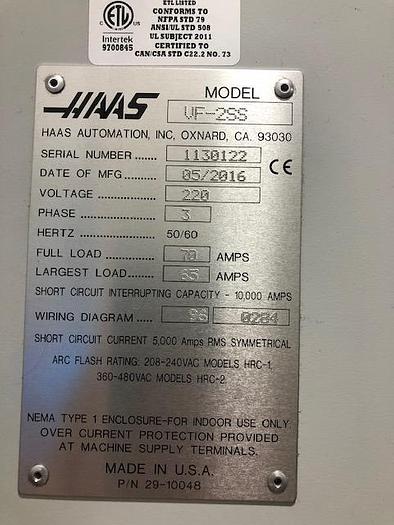 ETL LISTED
CONFORMS TO
NFPA STD 79
ANSI/UL STD 508
UL SUBJECT 2011
CERTIFIED TO
CAN/CSA STD C22.2 NO. 73
ETL
Intertek
9700845
HAAS
MODEL
VF-2SS
HAAS AUTOMATION, INC, OXNARD, CA. 93030
SERIAL NUMBER ....... 1130122
DATE OF MFG ........... 05/2016
CE
VOLTAGE ..................... 220
PHASE ......................... 3
HERTZ ......................... 50/60
FULL LOAD ................. 70 AMPS
LARGEST LOAD.......... 65 AMPS
SHORT CIRCUIT INTERRUPTING CAPACITY - 10,000 AMPS
WIRING DIAGRAM ..... 96 0284
SHORT CIRCUIT CURRENT 5,000 Amps RMS SYMMETRICAL
ARC FLASH RATING: 208-240VAC MODELS HRC-1.
360-480VAC MODELS HRC-2.
NEMA TYPE 1 ENCLOSURE-FOR INDOOR USE ONLY.
OVER CURRENT PROTECTION PROVIDED
AT MACHINE SUPPLY TERMINALS.
MADE IN U.S.A.
P/N 29-10048